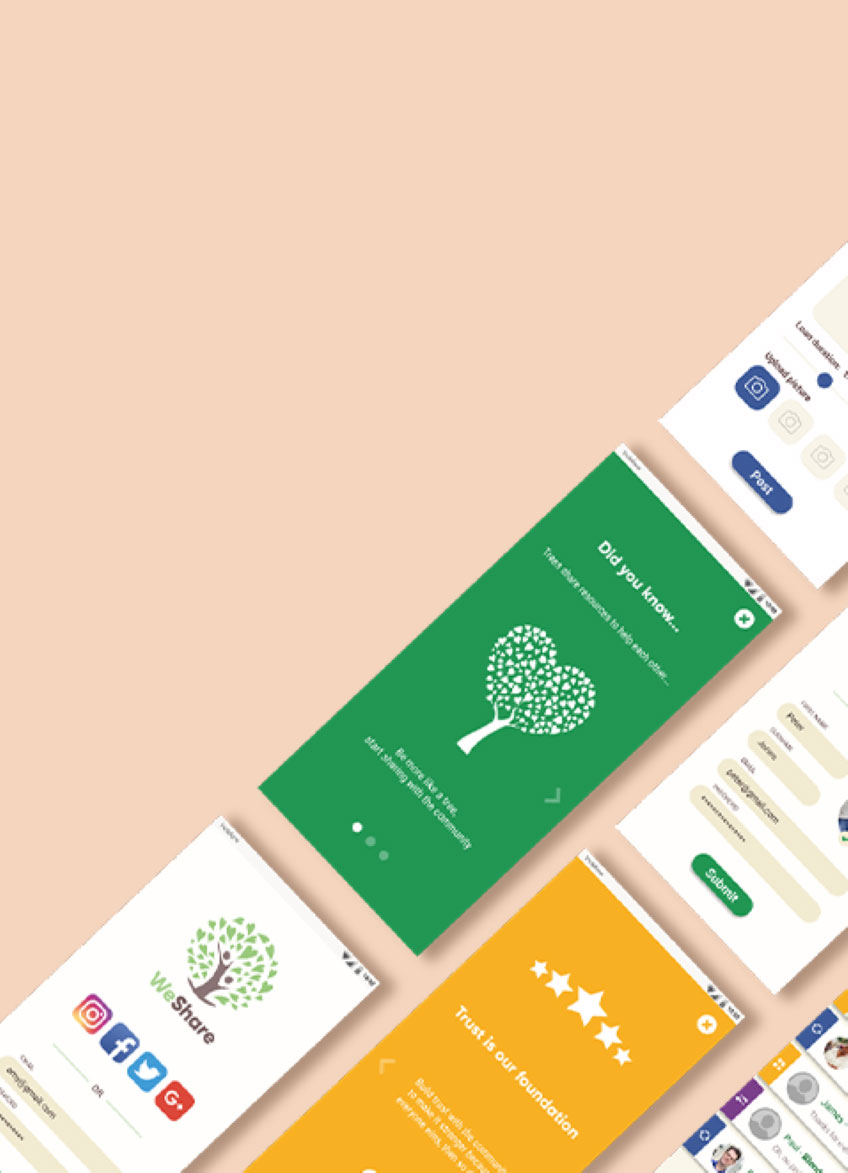 Loan duration:
Upload picture
Post
Did you know...
Trees share resources to help each other...
Be more like a tree,
start sharing with the community
FIRST NAME
Peter
SURNAME
James
EMAIL
peter@gmail.com
PASSWORD
Submit
WeShare
OR
EMAIL
amy@gmail.com
PASSWORD
Trust is our foundation
Build trust with the community
to make it stronger because
everyone wins,
James
Thanks for
Paul